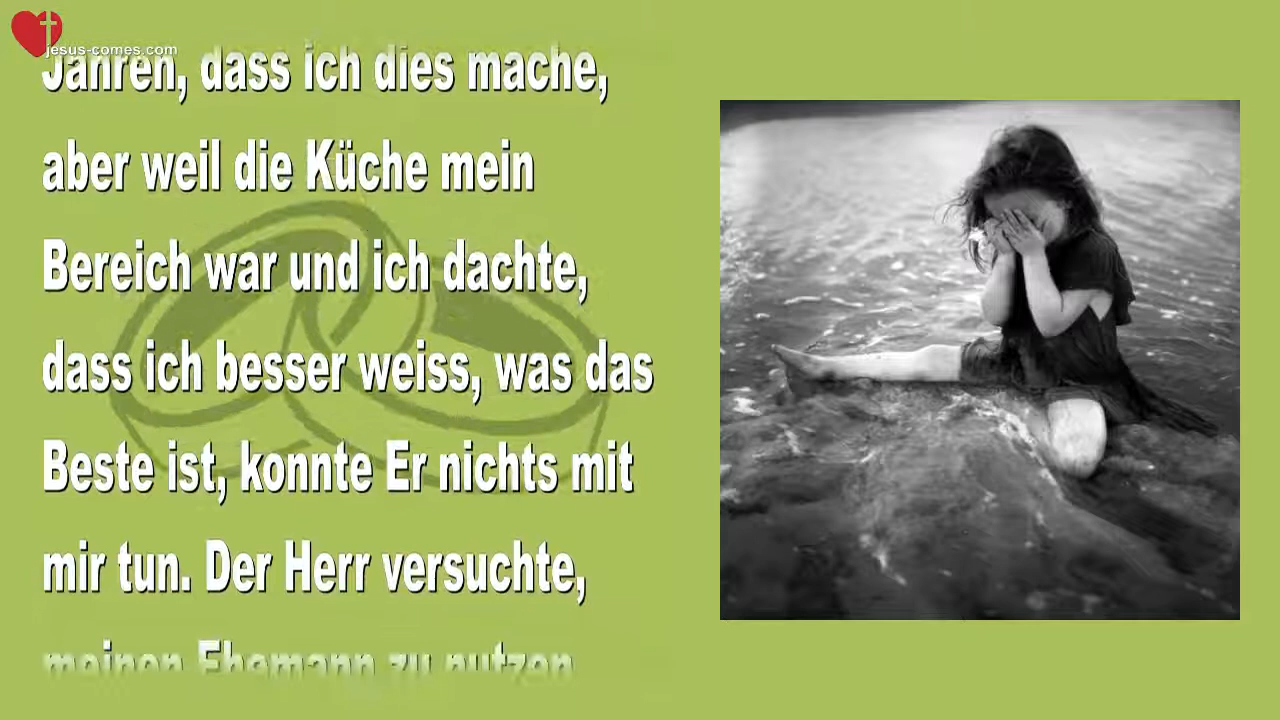 jesus-comes.com
Jahren, dass ich dies mache,
aber weil die Küche mein
Bereich war und ich dachte,
dass ich besser weiss, was das
Beste ist, konnte Er nichts mit
mir tun. Der Herr versuchte,
meinen Ehemann zu nutzen